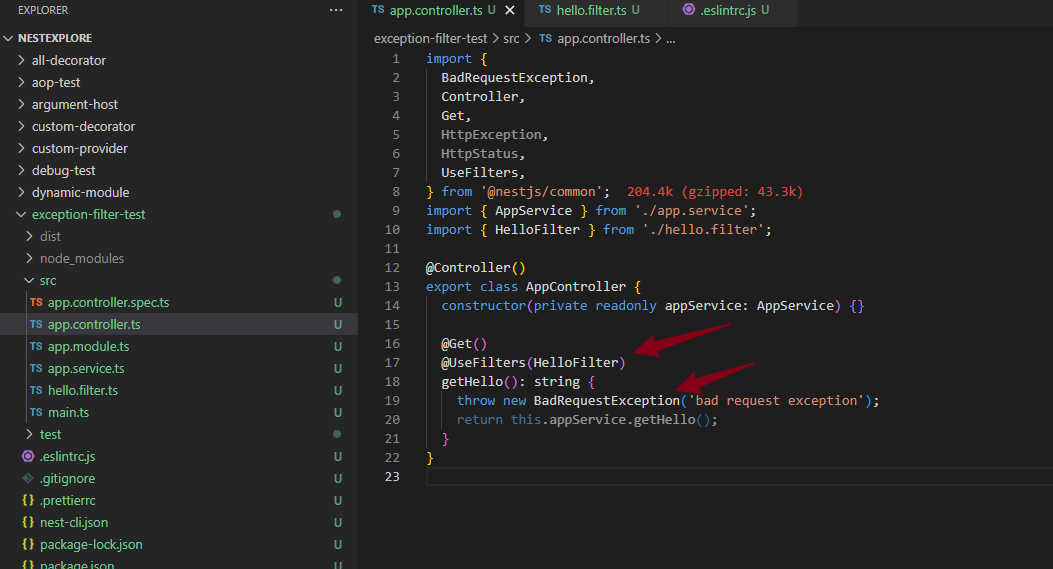 EXPLORER
···
NESTEXPLORE
all-decorator
aop-test
argument-host
custom-decorator
custom-provider
debug-test
dynamic-module
exception-filter-test
dist
node_modules
src
TS app.controller.spec.ts U
TS app.controller.ts U
TS app.module.ts U
TS app.service.ts U
TS hello.filter.ts U
TS main.ts U
test
.eslintrc.js U
.gitignore U
{} .prettierrc U
{} nest-cli.json U
{} package-lock.json U
{} package.json U
TS app.controller.ts U
TS hello.filter.ts U
.eslintrc.js U
exception-filter-test > src > TS app.controller.ts > ...
1 import {
2 BadRequestException,
3 Controller,
4 Get,
5 HttpException,
6 HttpStatus,
7 UseFilters,
8 } from '@nestjs/common'; 204.4k (gzipped: 43.3k)
9 import { AppService } from './app.service';
10 import { HelloFilter } from './hello.filter';
11
12 @Controller()
13 export class AppController {
14 constructor(private readonly appService: AppService) {}
15
16 @Get()
17 @UseFilters(HelloFilter)
18 getHello(): string {
19 throw new BadRequestException('bad request exception');
20 return this.appService.getHello();
21 }
22 }
23